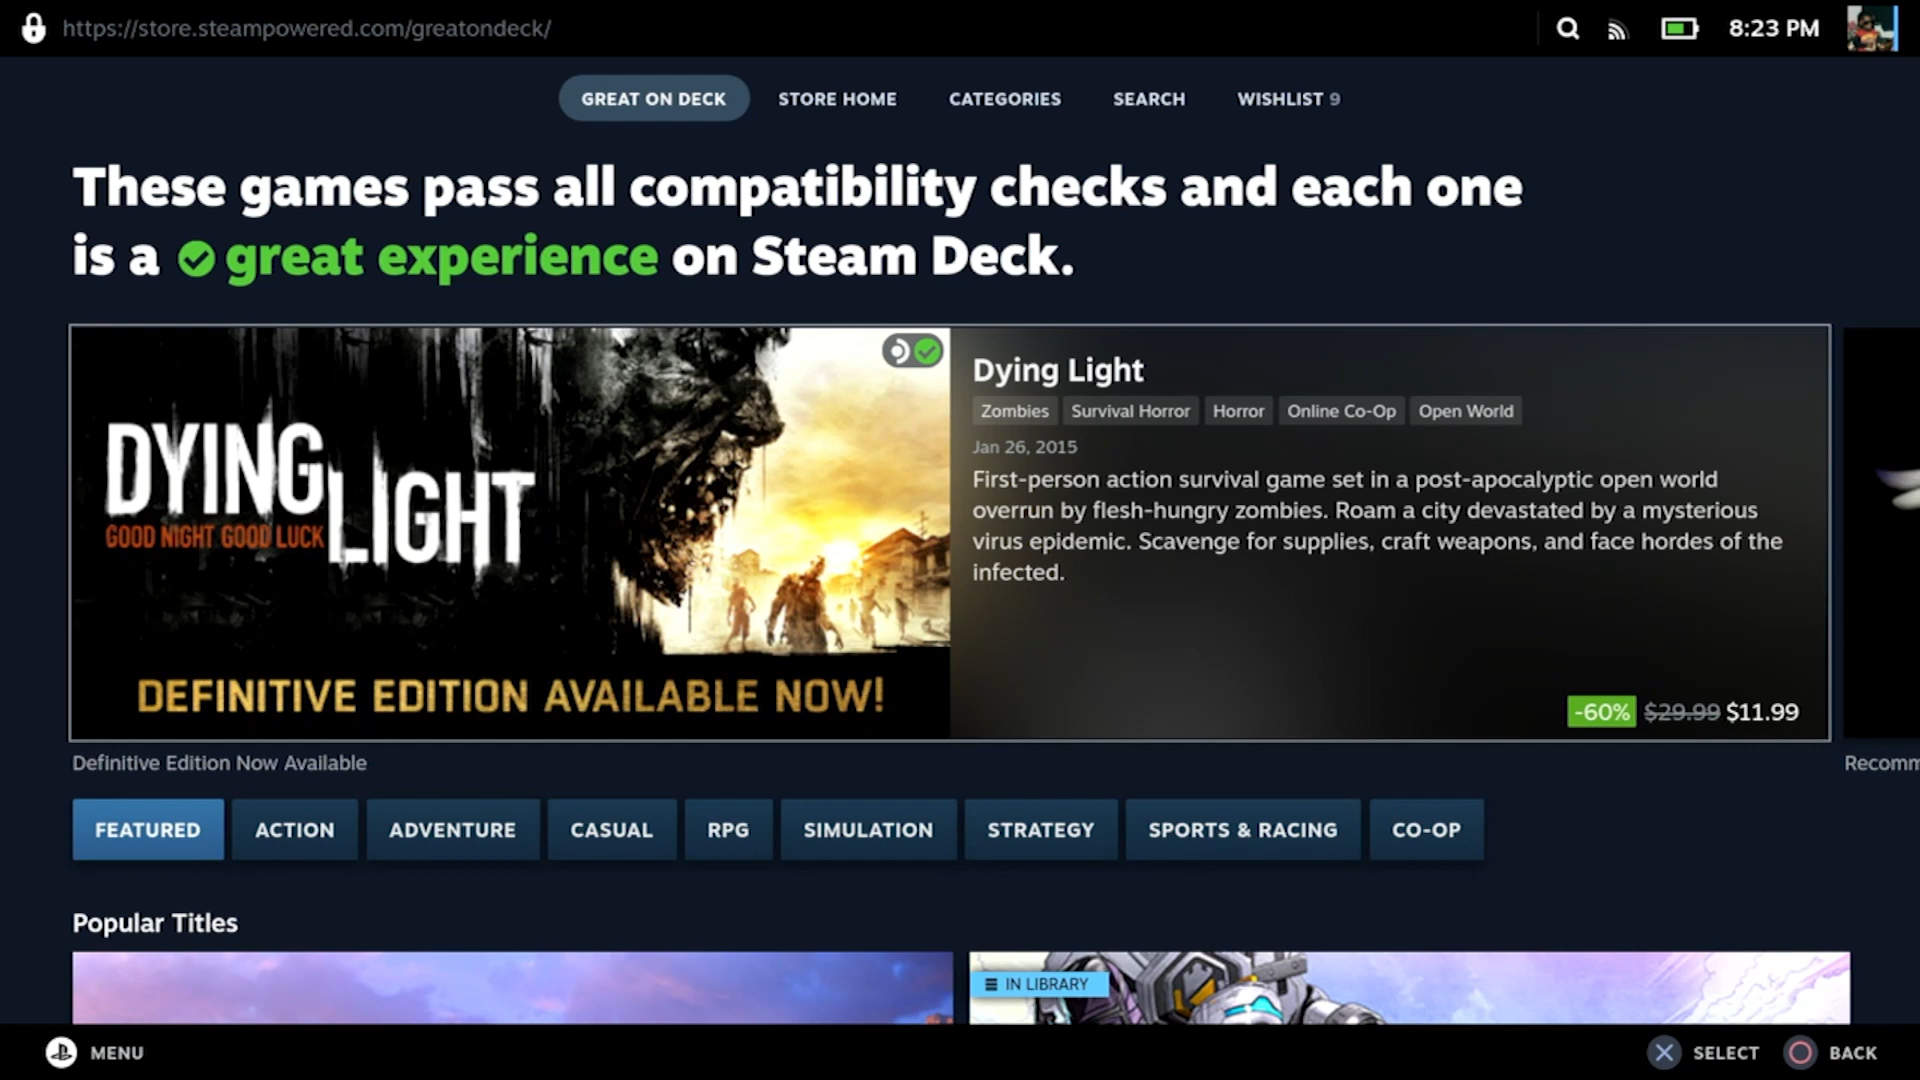 https://store.steampowered.com/greatondeck/
8:23 PM
GREAT ON DECK
STORE HOME
CATEGORIES
SEARCH
WISHLIST 9
These games pass all compatibility checks and each one
is a great experience on Steam Deck.
DYING LIGHT
GOOD NIGHT GOOD LUCK
DEFINITIVE EDITION AVAILABLE NOW!
Dying Light
Zombies
Survival Horror
Horror
Online Co-Op
Open World
Jan 26, 2015
First-person action survival game set in a post-apocalyptic open world
overrun by flesh-hungry zombies. Roam a city devastated by a mysterious
virus epidemic. Scavenge for supplies, craft weapons, and face hordes of the
infected.
-60% $29.99 $11.99
Definitive Edition Now Available
Recomm
FEATURED
ACTION
ADVENTURE
CASUAL
RPG
SIMULATION
STRATEGY
SPORTS & RACING
CO-OP
Popular Titles
IN LIBRARY
MENU
SELECT
BACK